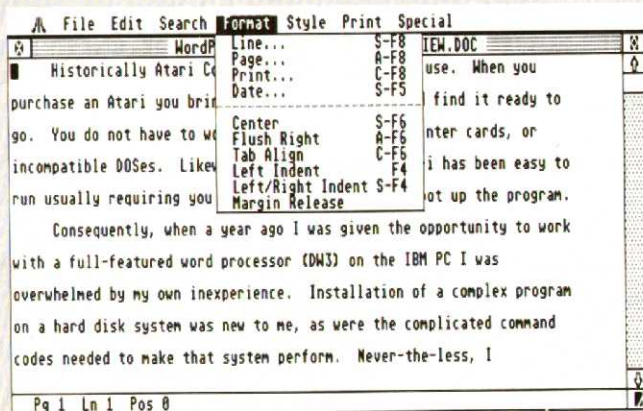 File Edit Search Format Style Print Special
WordP IEW.DOC
Line... S-F8
Page... A-F8
Print... C-F8
Date... S-F5
Center S-F6
Flush Right A-F6
Tab Align C-F6
Left Indent F4
Left/Right Indent S-F4
Margin Release
Historically Atari Co use. When you
purchase an Atari you brin find it ready to
go. You do not have to wo nter cards, or
incompatible DOSes. Likew i has been easy to
run usually requiring you ot up the program.
Consequently, when a year ago I was given the opportunity to work
with a full-featured word processor (DW3) on the IBM PC I was
overwhelmed by my own inexperience. Installation of a complex program
on a hard disk system was new to me, as were the complicated command
codes needed to make that system perform. Never-the-less, I
Pg 1 Ln 1 Pos 0